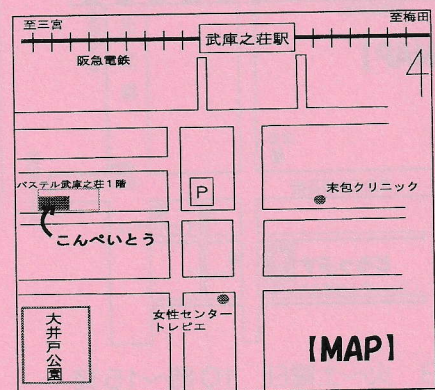 至三宮
至梅田
武庫之荘駅
阪急電鉄
パステル武庫之荘1階
P
末包クリニック
こんぺいとう
女性センター
トレピエ
大井戸公園
【MAP】